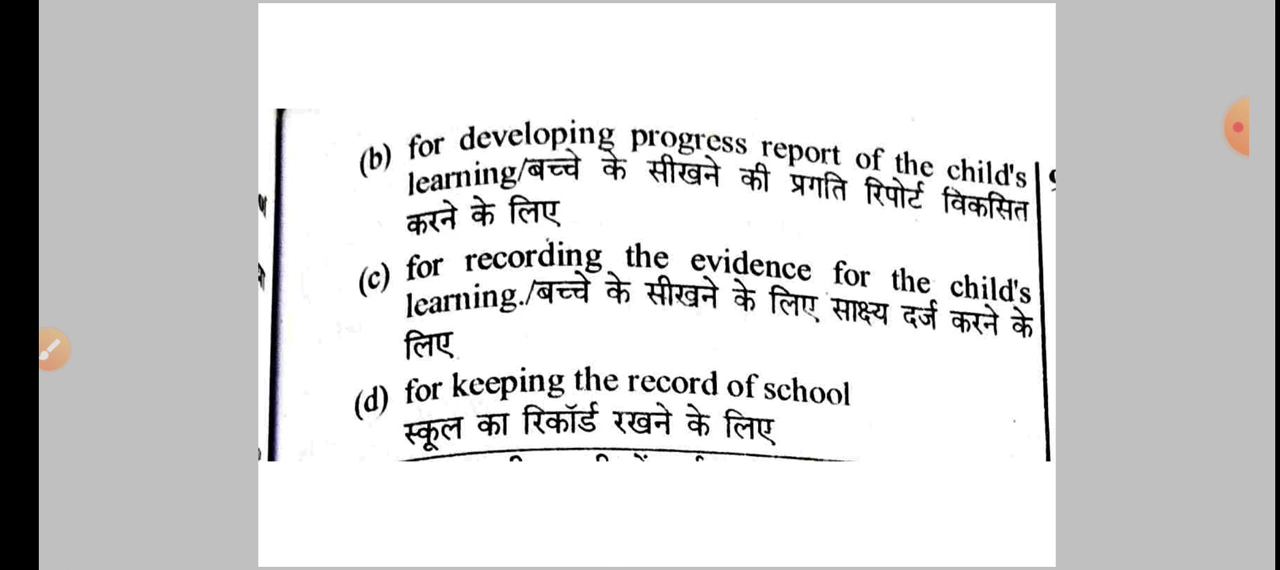 (b) for developing progress report of the child's
learning/बच्चे के सीखने की प्रगति रिपोर्ट विकसित
करने के लिए
(c) for recording the evidence for the child's
learning./बच्चे के सीखने के लिए साक्ष्य दर्ज करने के
लिए
(d) for keeping the record of school
स्कूल का रिकॉर्ड रखने के लिए